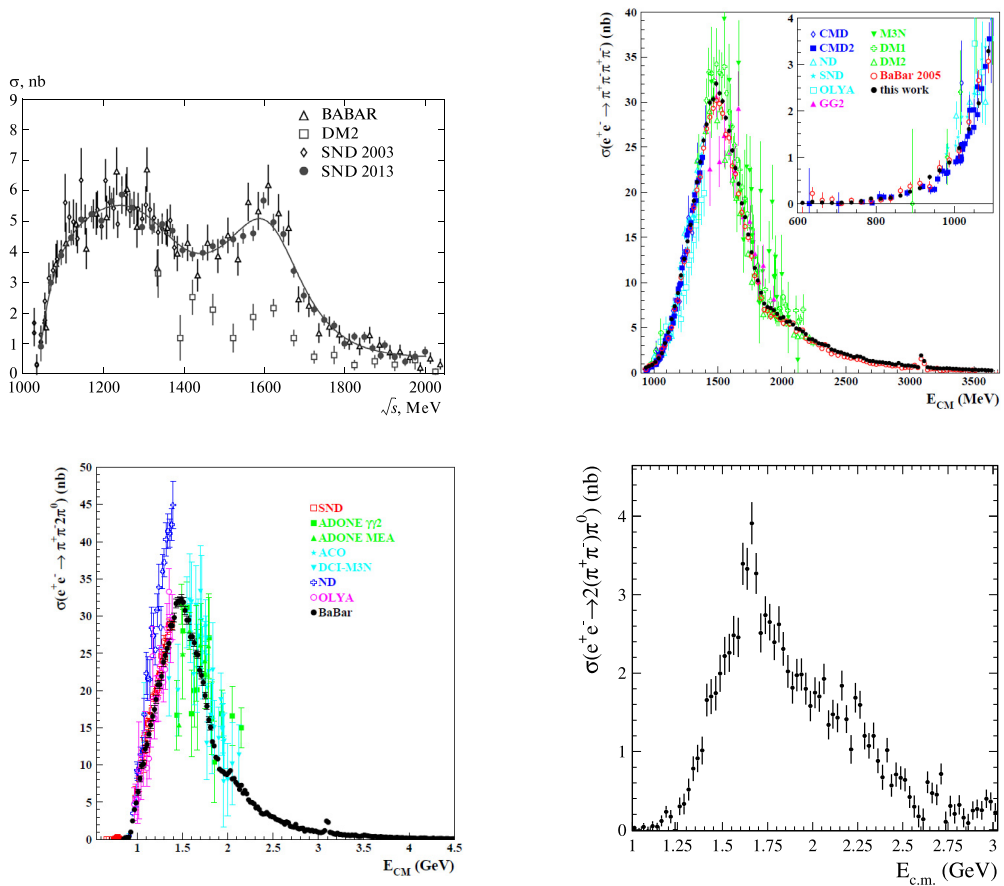 σ, nb
9
8
7
6
5
4
3
2
1
0
1000 1200 1400 1600 1800 2000
√s, MeV
BABAR
DM2
SND 2003
SND 2013
σ(e⁺e⁻ → π⁺π⁻π⁺π⁻) (nb)
40
35
30
25
20
15
10
5
0
1000 1500 2000 2500 3000 3500
E_CM (MeV)
4
3
2
1
0
600 800 1000
CMD
CMD2
ND
SND
OLYA
GG2
M3N
DM1
DM2
BaBar 2005
this work
σ(e⁺e⁻ → π⁺π⁻2π⁰) (nb)
50
45
40
35
30
25
20
15
10
5
0
1 1.5 2 2.5 3 3.5 4 4.5
E_CM (GeV)
SND
ADONE γγ2
ADONE MEA
ACO
DCI-M3N
ND
OLYA
BaBar
σ(e⁺e⁻→2(π⁺π⁻)π⁰) (nb)
4
3
2
1
0
1 1.25 1.5 1.75 2 2.25 2.5 2.75 3
E_c.m. (GeV)